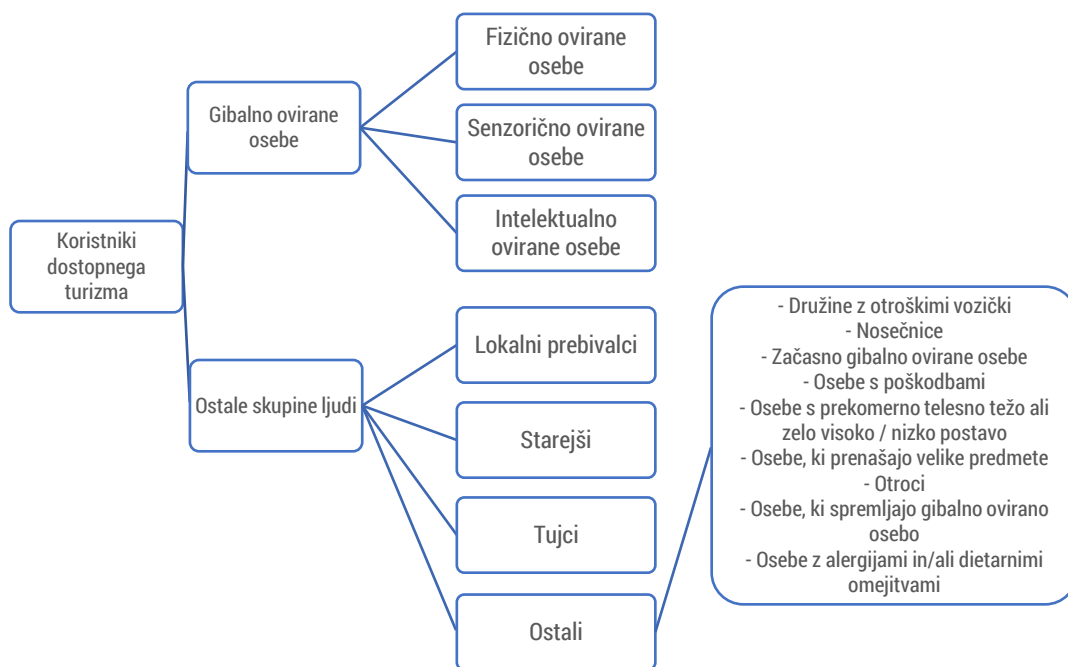 Koristniki
dostopnega
turizma
Gibalno ovirane
osebe
Fizično ovirane
osebe
Senzorično ovirane
osebe
Intelektualno
ovirane osebe
Ostale skupine ljudi
Lokalni prebivalci
Starejši
Tujci
Ostali
- Družine z otroškimi vozički
- Nosečnice
- Začasno gibalno ovirane osebe
- Osebe s poškodbami
- Osebe s prekomerno telesno težo ali
zelo visoko / nizko postavo
- Osebe, ki prenašajo velike predmete
- Otroci
- Osebe, ki spremljajo gibalno ovirano
osebo
- Osebe z alergijami in/ali dietarnimi
omejitvami